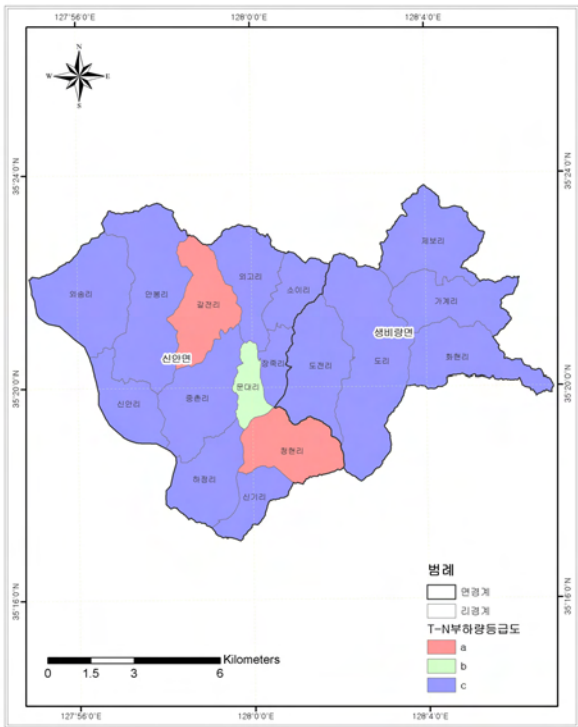 127°56'0"E 128°0'0"E 128°4'0"E
N
W E
S
35°24'0"N 35°24'0"N
제보리
외고리
소이리
외송리 안봉리 갈전리 가계리
생비량면
신안면 장죽리 도전리 도리 화현리
35°20'0"N 문대리 35°20'0"N
신안리 중촌리
청현리
하정리
신기리
범례
면경계
리경계
35°16'0"N 35°16'0"N
T-N부하량등급도
a
b
c
Kilometers
0 1.5 3 6
127°56'0"E 128°0'0"E 128°4'0"E